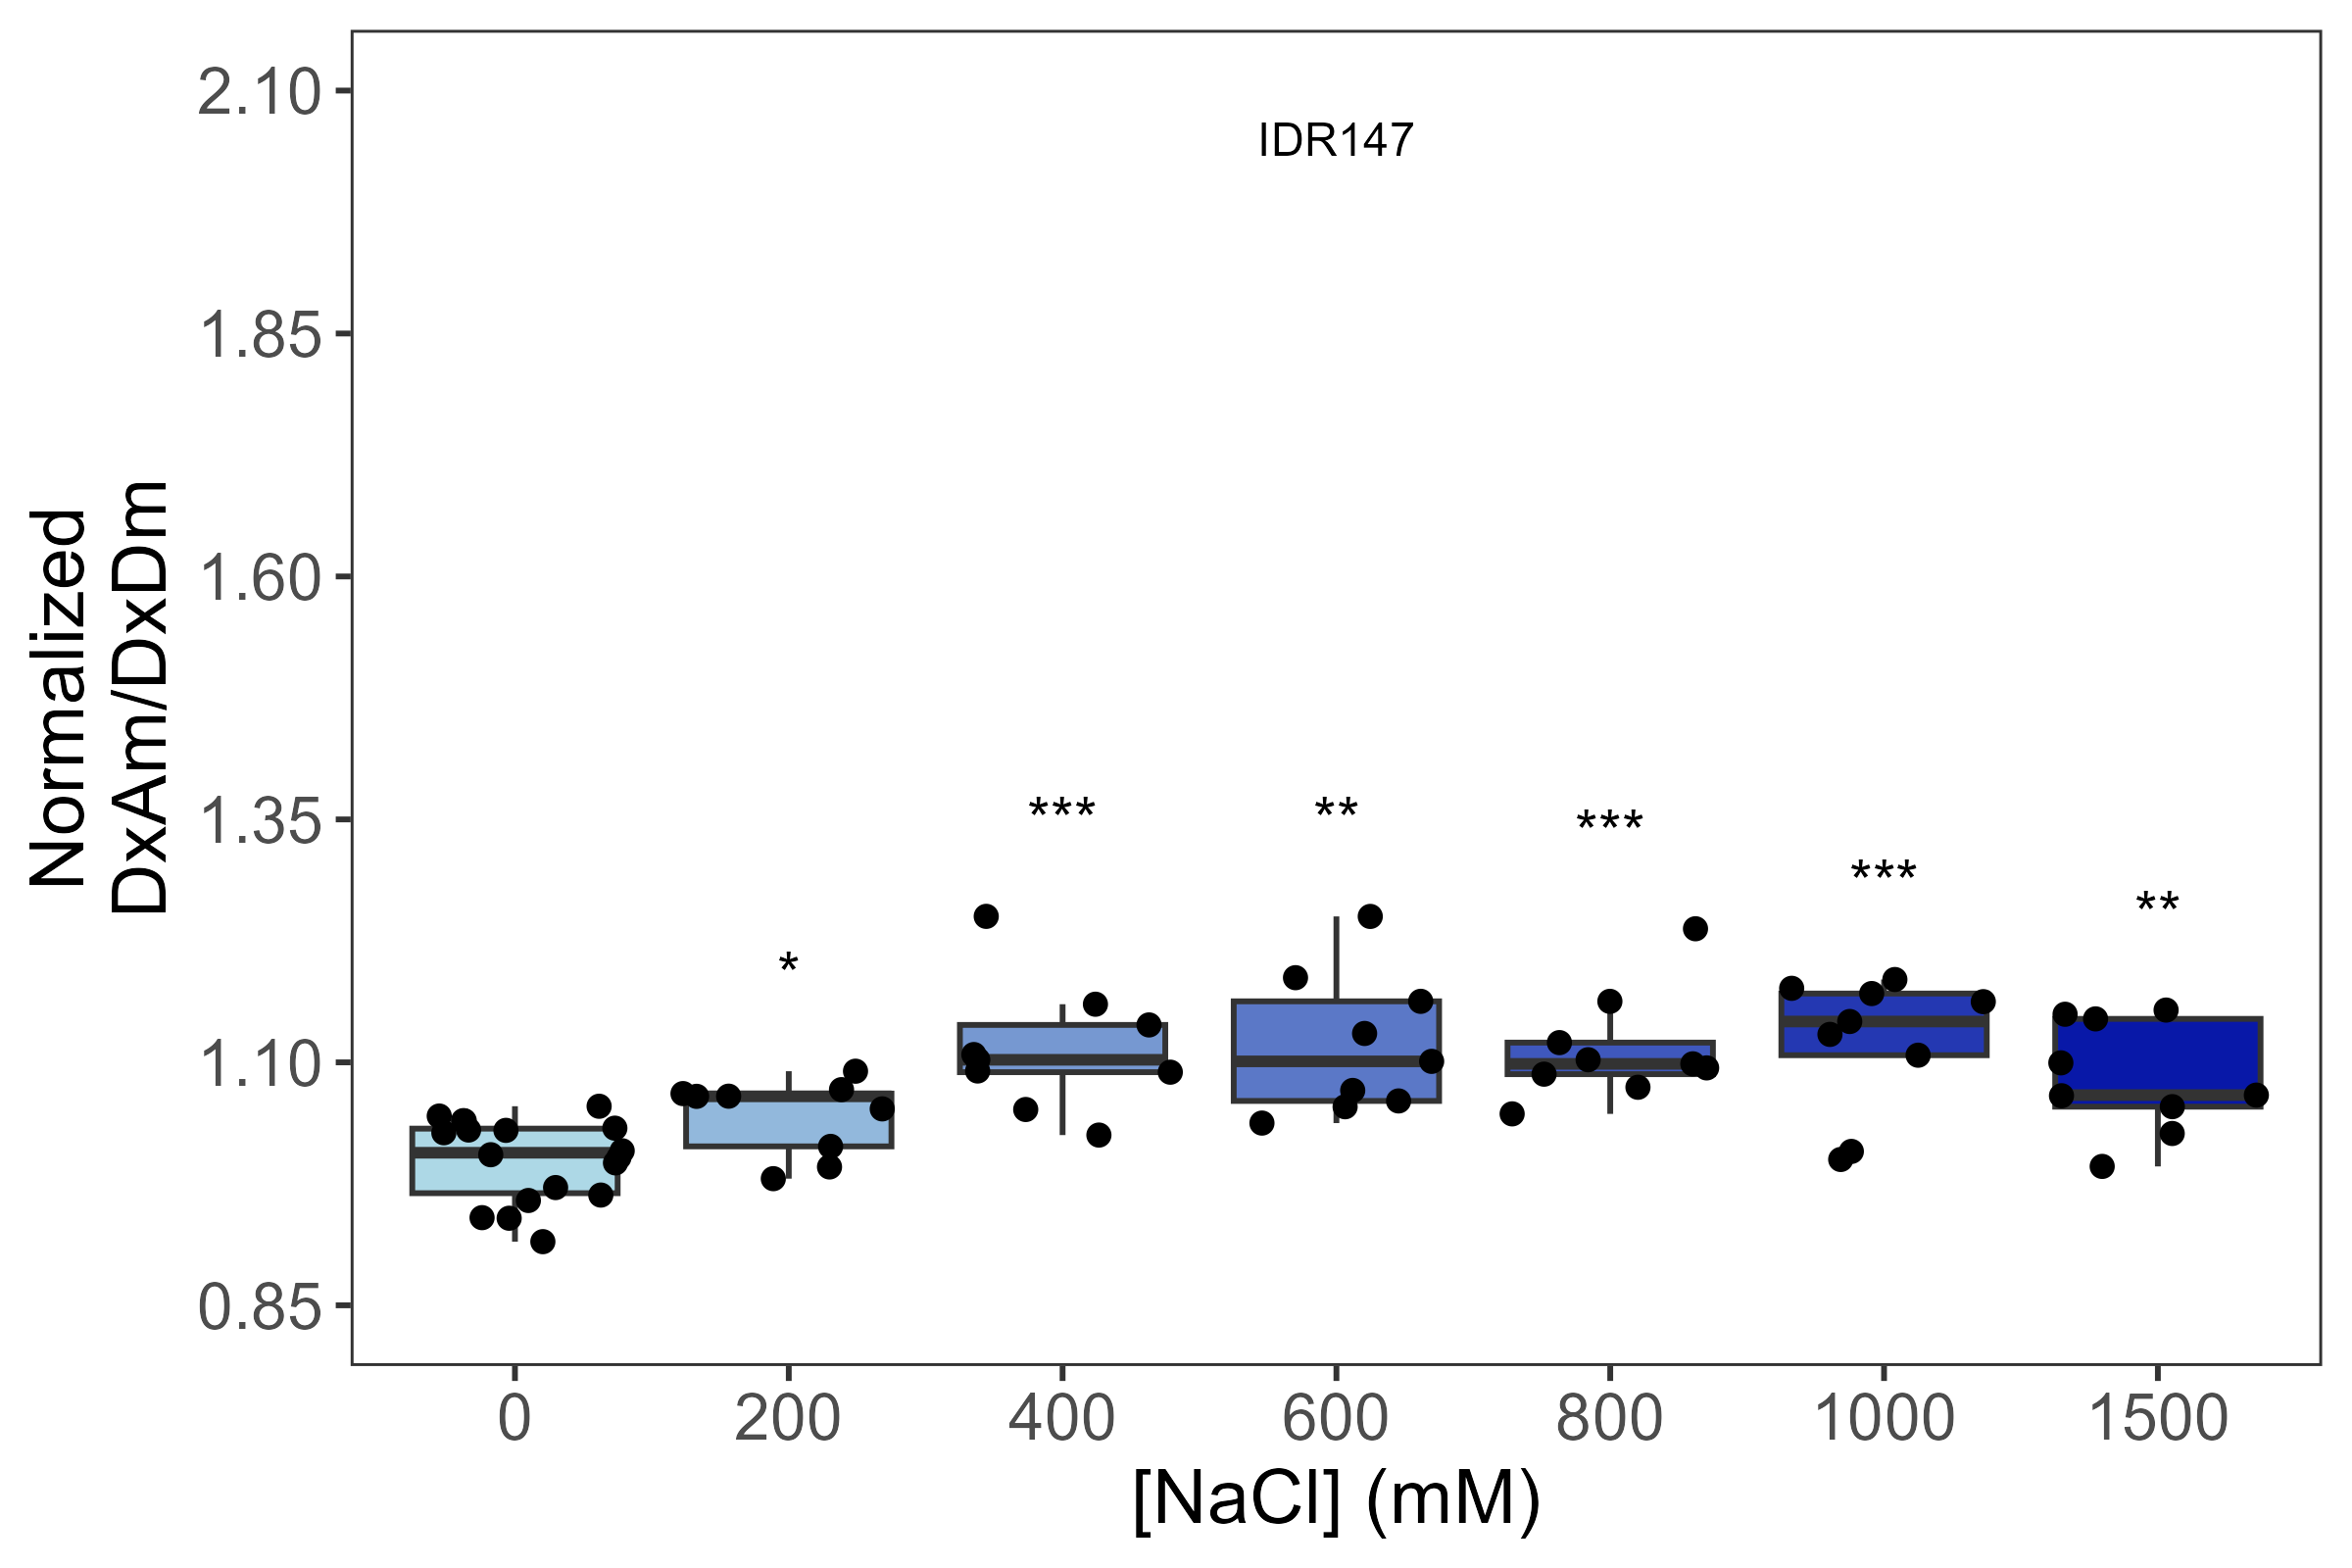 IDR147
Normalized
DxAm/DxDm
2.10
1.85
1.60
1.35
1.10
0.85
*
***
**
***
***
**
0 200 400 600 800 1000 1500
[NaCl] (mM)